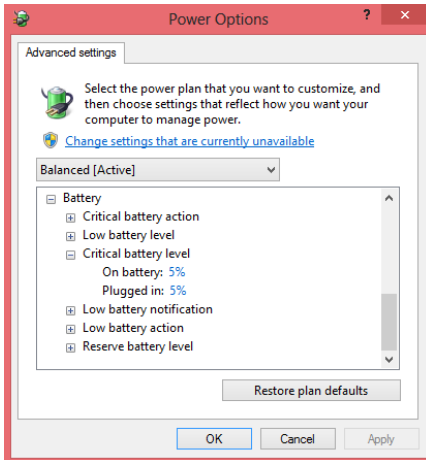 Power Options
?
×
Advanced settings
Select the power plan that you want to customize, and
then choose settings that reflect how you want your
computer to manage power.
Change settings that are currently unavailable
Balanced [Active]
Battery
Critical battery action
Low battery level
Critical battery level
On battery: 5%
Plugged in: 5%
Low battery notification
Low battery action
Reserve battery level
Restore plan defaults
OK Cancel Apply